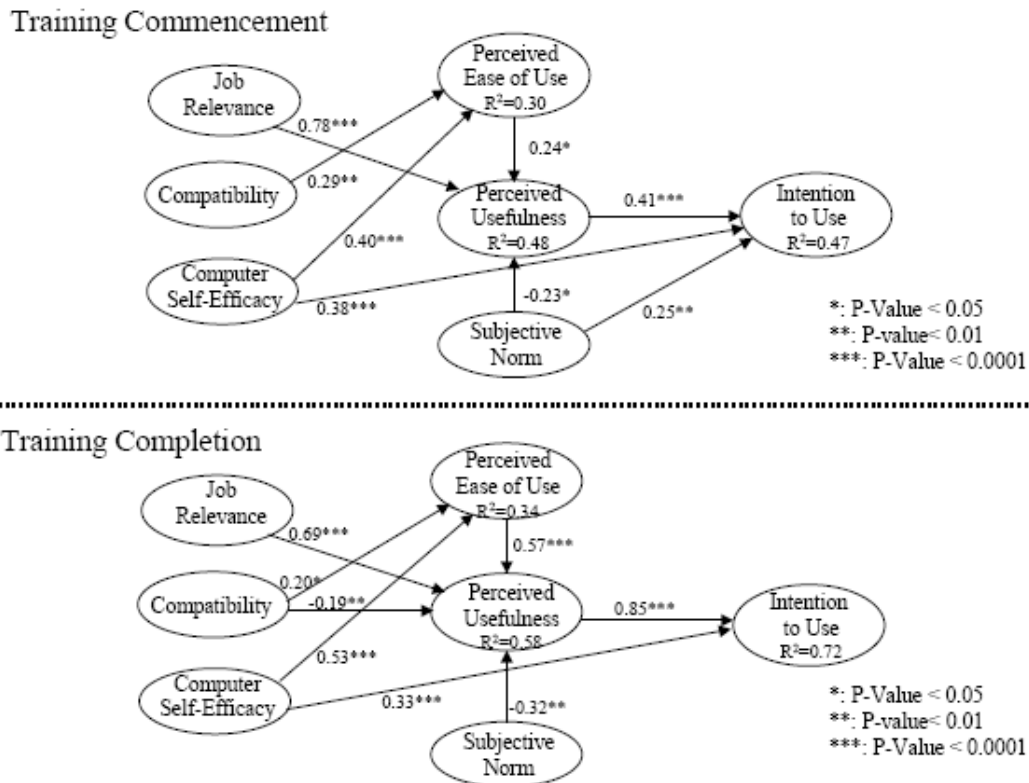 Training Commencement
Perceived
Ease of Use
R²=0.30
Job
Relevance
0.78***
0.24*
Compatibility
0.29**
Perceived
Usefulness
R²=0.48
0.41***
Intention
to Use
R²=0.47
0.40***
Computer
Self-Efficacy
0.38***
-0.23*
0.25**
Subjective
Norm
*: P-Value < 0.05
**: P-value< 0.01
***: P-Value < 0.0001
Training Completion
Perceived
Ease of Use
R²=0.34
Job
Relevance
0.69***
0.57***
0.20*
Compatibility
-0.19**
Perceived
Usefulness
R²=0.58
0.85***
Intention
to Use
R²=0.72
0.53***
Computer
Self-Efficacy
0.33***
-0.32**
Subjective
Norm
*: P-Value < 0.05
**: P-value< 0.01
***: P-Value < 0.0001